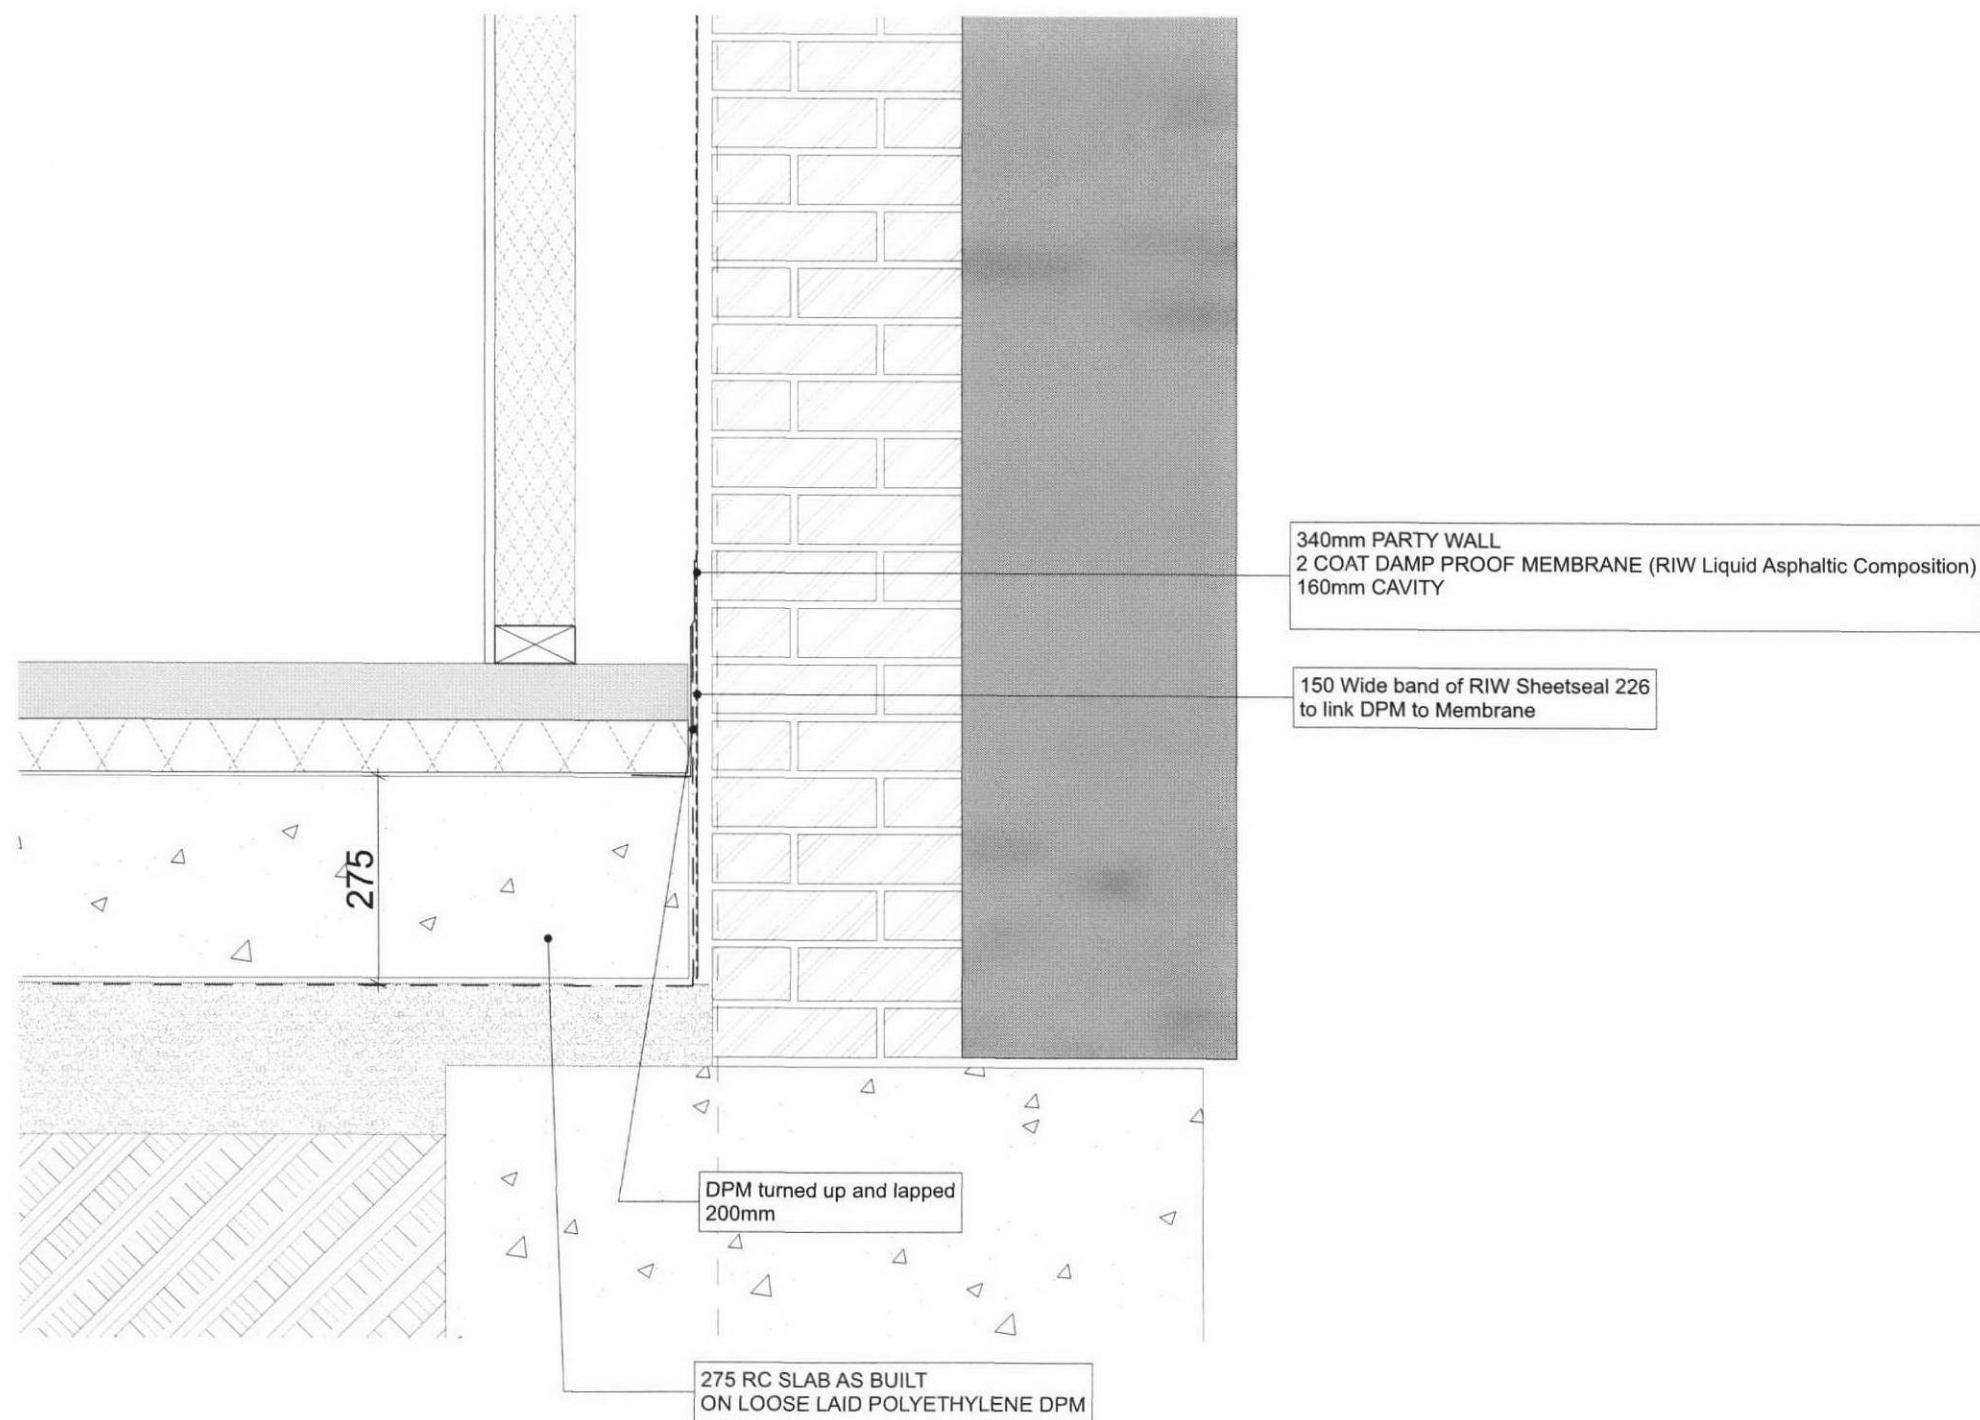 340mm PARTY WALL
2 COAT DAMP PROOF MEMBRANE (RIW Liquid Asphaltic Composition)
160mm CAVITY
150 Wide band of RIW Sheetseal 226
to link DPM to Membrane
275
DPM turned up and lapped
200mm
275 RC SLAB AS BUILT
ON LOOSE LAID POLYETHYLENE DPM